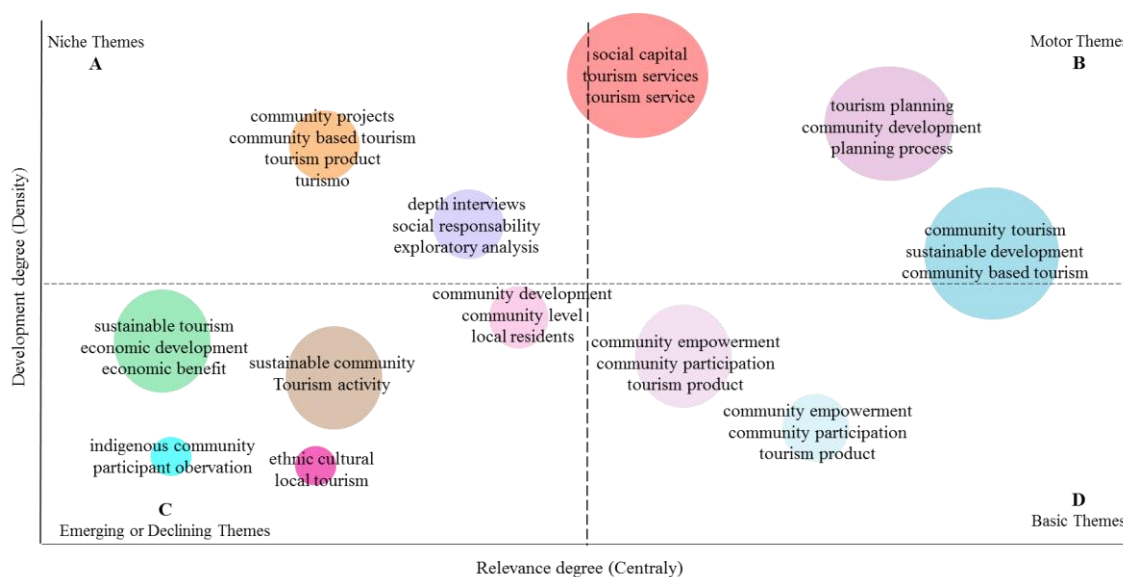 Niche Themes
A
Motor Themes
B
social capital
tourism services
tourism service
tourism planning
community development
planning process
community projects
community based tourism
tourism product
turismo
depth interviews
social responsability
exploratory analysis
community tourism
sustainable development
community based tourism
community development
community level
local residents
sustainable tourism
economic development
economic benefit
sustainable community
Tourism activity
community empowerment
community participation
tourism product
community empowerment
community participation
tourism product
indigenous community
participant obervation
ethnic cultural
local tourism
C
Emerging or Declining Themes
D
Basic Themes
Development degree (Density)
Relevance degree (Centraly)